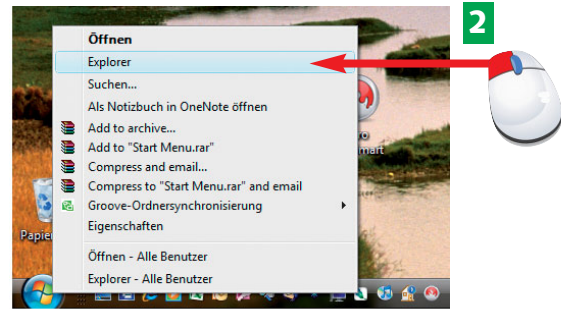 2
Öffnen
Explorer
Suchen...
Als Notizbuch in OneNote öffnen
Add to archive...
Add to "Start Menu.rar"
Compress and email...
Compress to "Start Menu.rar" and email
Groove-Ordnersynchronisierung
Eigenschaften
Öffnen - Alle Benutzer
Explorer - Alle Benutzer